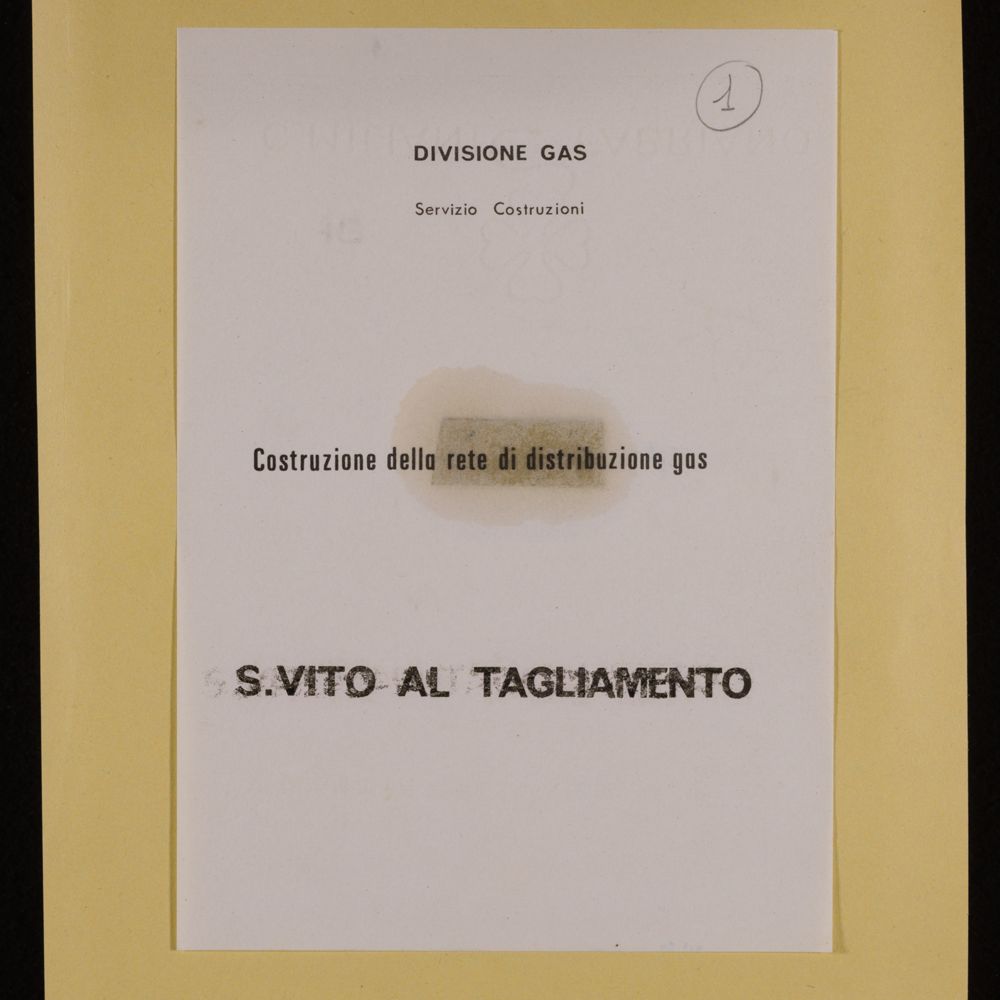 1
DIVISIONE GAS
Servizio Costruzioni
Costruzione della rete di distribuzione gas
S.VITO AL TAGLIAMENTO